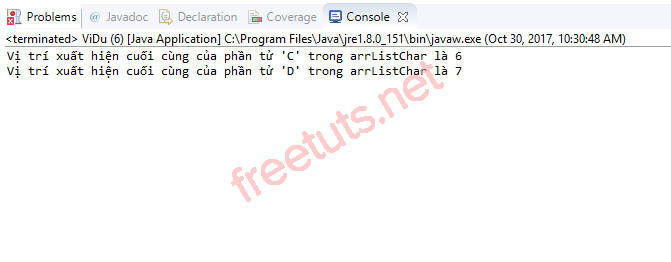 Problems @ Javadoc Declaration Coverage Console
<terminated> ViDu (6) [Java Application] C:\Program Files\Java\jre1.8.0_151\bin\javaw.exe (Oct 30, 2017, 10:30:48 AM)
Vị trí xuất hiện cuối cùng của phần tử 'C' trong arrListChar là 6
Vị trí xuất hiện cuối cùng của phần tử 'D' trong arrListChar là 7
freetuts.net